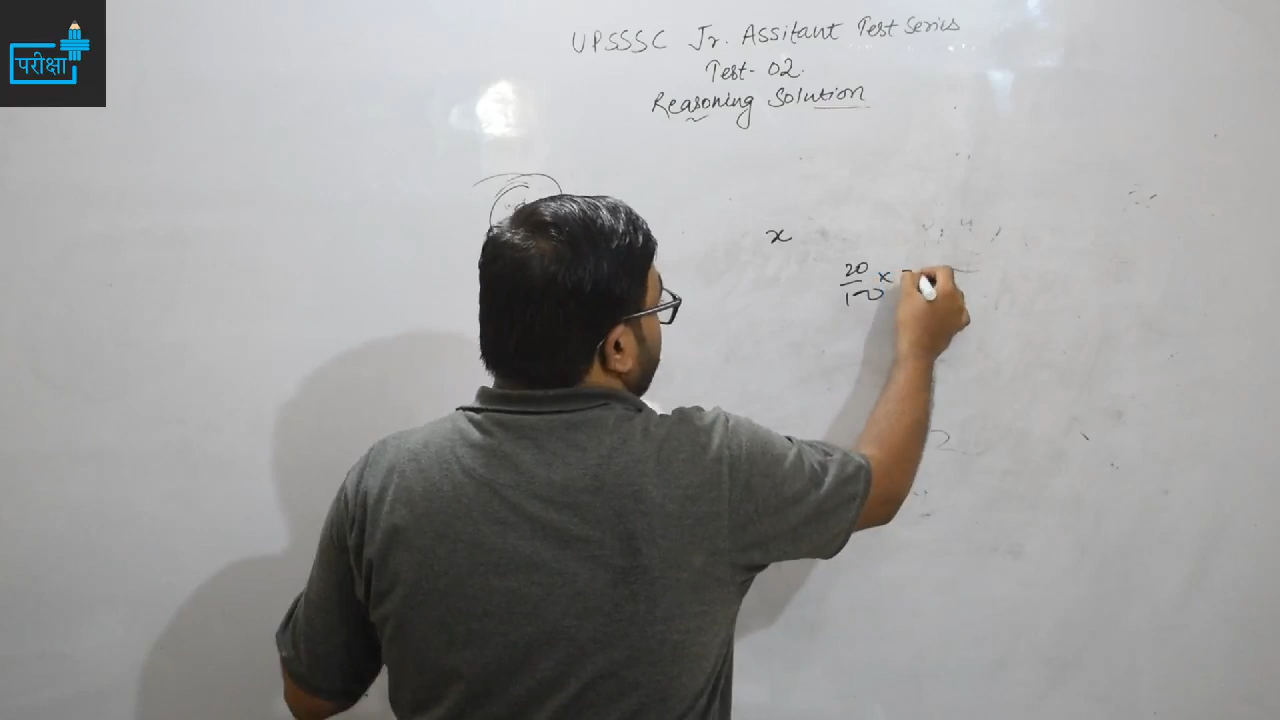 परीक्षा
UPSSSC Jr. Assitant Test Series
Test-02.
Reasoning Solution
x
20/100 x